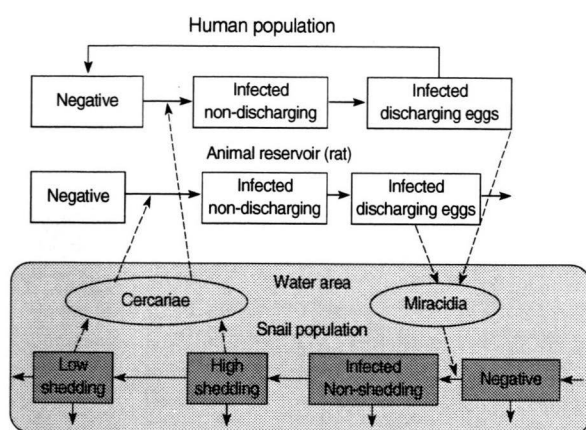 Human population
Negative
Infected
non-discharging
Infected
discharging eggs
Animal reservoir (rat)
Negative
Infected
non-discharging
Infected
discharging eggs
Water area
Cercariae
Miracidia
Snail population
Low
shedding
High
shedding
Infected
Non-shedding
Negative